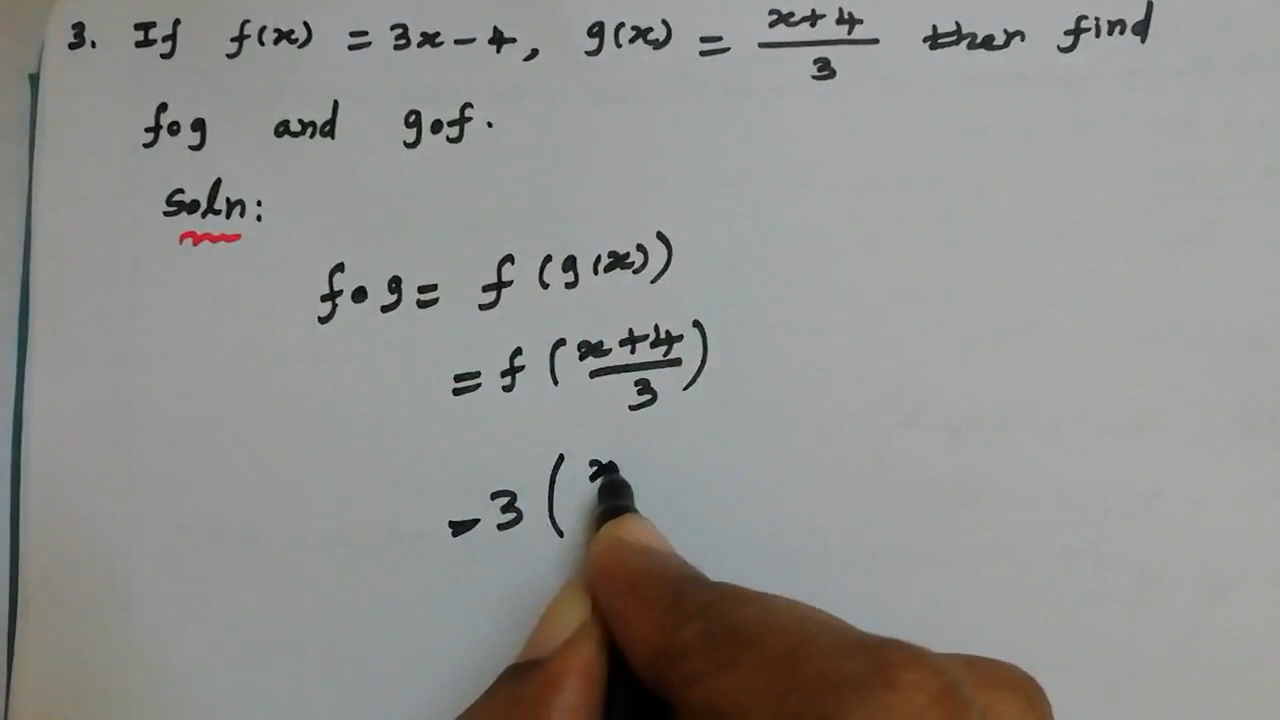 3. If f(x) = 3x-4, g(x) = x+4/3 then find
fog and gof.
Soln:
fog = f(g(x))
= f(x+4/3)
= 3(x